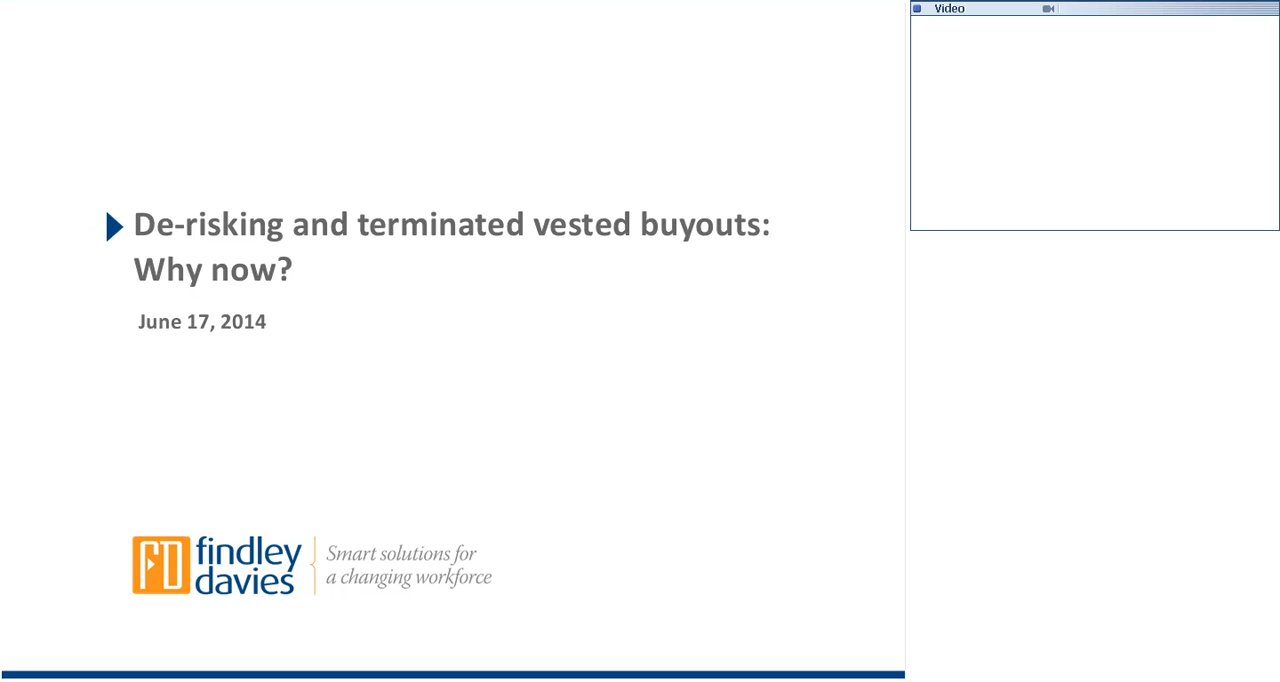 Video
De-risking and terminated vested buyouts:
Why now?
June 17, 2014
FD
findley
davies
Smart solutions for
a changing workforce